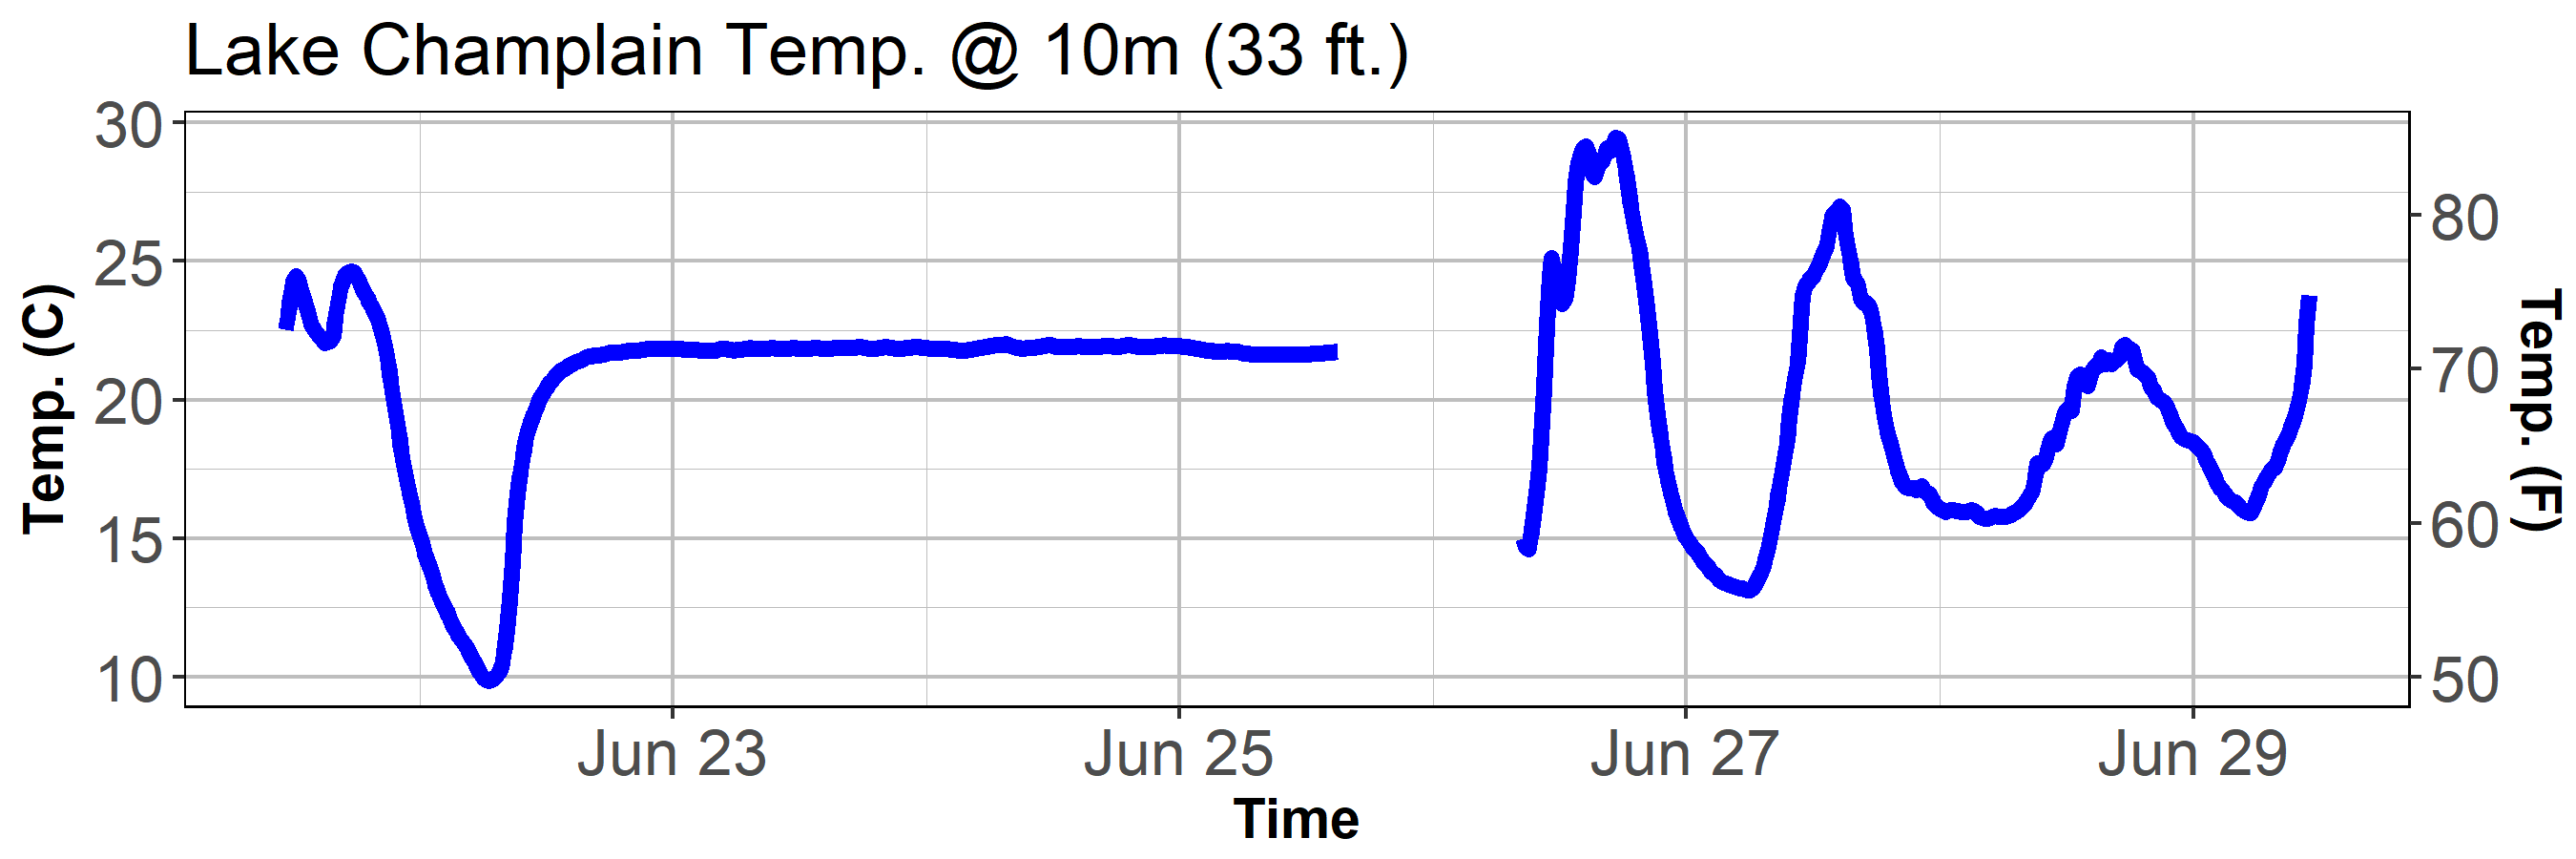 Lake Champlain Temp. @ 10m (33 ft.)
30
25
20
15
10
Temp. (C)
80
70
60
50
Temp. (F)
Jun 23
Jun 25
Jun 27
Jun 29
Time